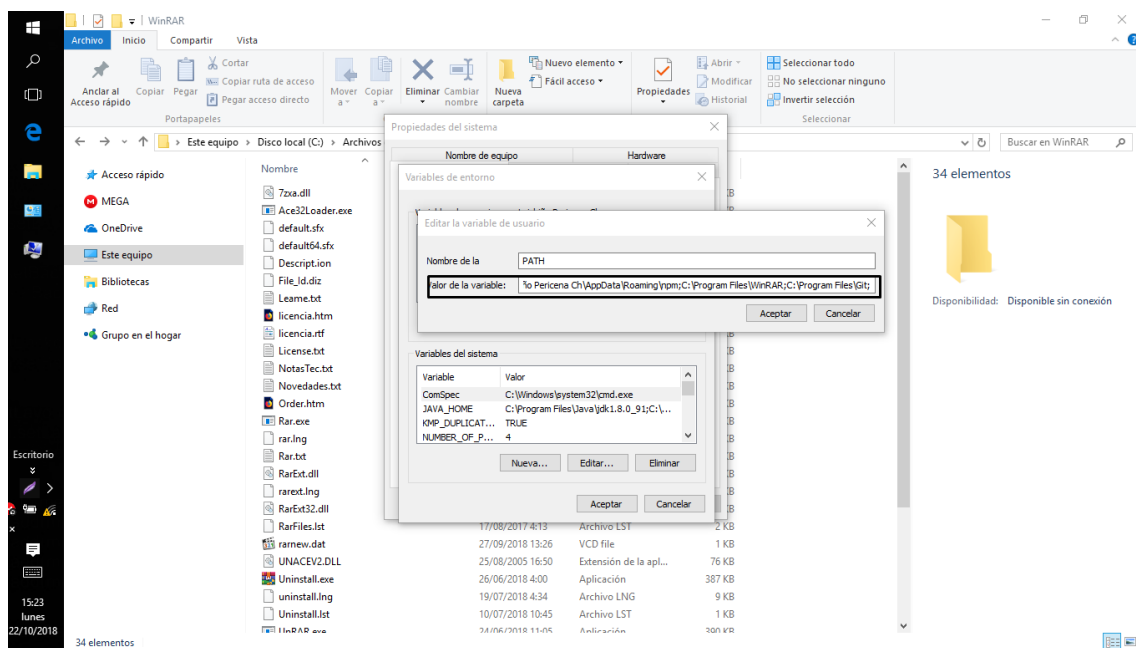 WinRAR
Archivo Inicio Compartir Vista
Anclar al Acceso rápido
Copiar
Pegar
Cortar
Copiar ruta de acceso
Pegar acceso directo
Portapapeles
Mover a
Copiar a
Eliminar
Cambiar nombre
Nueva carpeta
Nuevo elemento
Fácil acceso
Propiedades
Abrir
Modificar
Historial
Seleccionar todo
No seleccionar ninguno
Invertir selección
Seleccionar
Este equipo > Disco local (C:) > Archivos
Buscar en WinRAR
Acceso rápido
MEGA
OneDrive
Este equipo
Bibliotecas
Red
Grupo en el hogar
Nombre
7zxa.dll
Ace32Loader.exe
default.sfx
default64.sfx
Descript.ion
File_Id.diz
Leame.txt
licencia.htm
licencia.rtf
License.txt
NotasTec.txt
Novedades.txt
Order.htm
Rar.exe
rar.lng
Rar.txt
RarExt.dll
rarext.lng
RarExt32.dll
RarFiles.lst 17/08/2017 4:13 Archivo LST 2 KB
rarnew.dat 27/09/2018 13:26 VCD file 1 KB
UNACEV2.DLL 25/08/2005 16:50 Extensión de la apl... 76 KB
Uninstall.exe 26/06/2018 4:00 Aplicación 387 KB
uninstall.lng 19/07/2018 4:34 Archivo LNG 9 KB
Uninstall.lst 10/07/2018 10:45 Archivo LST 1 KB
UnRAR.exe 24/06/2018 11:05 Aplicación 390 KB
34 elementos
Propiedades del sistema
Nombre de equipo Hardware
Variables de entorno
Editar la variable de usuario
Nombre de la PATH
Valor de la variable: ño Pericena Ch\AppData\Roaming\npm;C:\Program Files\WinRAR;C:\Program Files\Git;
Aceptar Cancelar
Variables del sistema
Variable Valor
ComSpec C:\Windows\system32\cmd.exe
JAVA_HOME C:\Program Files\Java\jdk1.8.0_91;C:\...
KMP_DUPLICAT... TRUE
NUMBER_OF_P... 4
Nueva... Editar... Eliminar
Aceptar Cancelar
34 elementos
Disponibilidad: Disponible sin conexión
Escritorio
15:23
lunes
22/10/2018